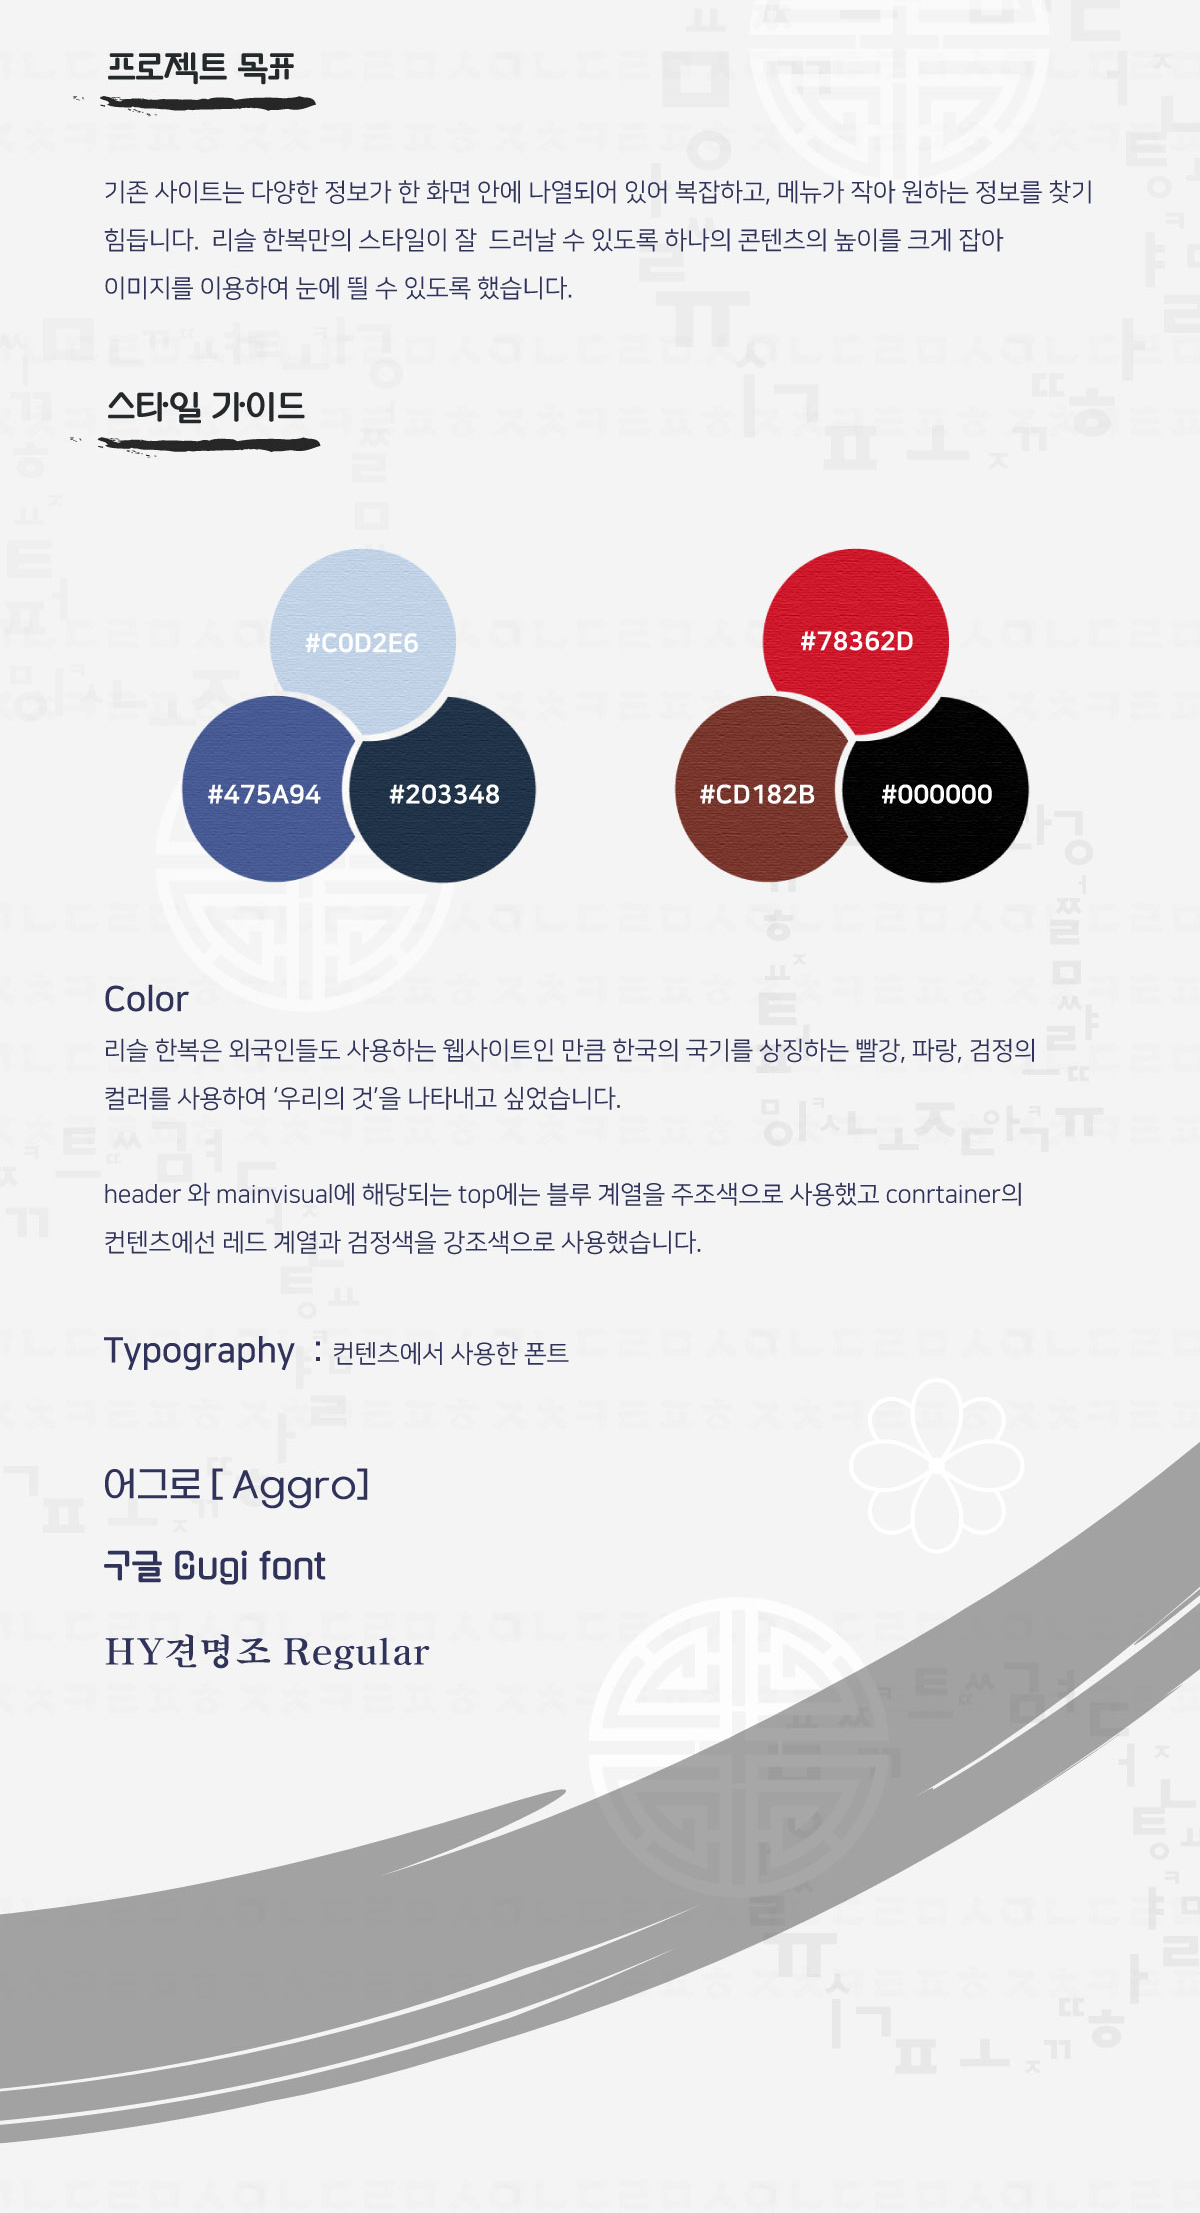 프로젝트 목표
기존 사이트는 다양한 정보가 한 화면 안에 나열되어 있어 복잡하고, 메뉴가 작아 원하는 정보를 찾기
힘듭니다. 리슬 한복만의 스타일이 잘 드러날 수 있도록 하나의 콘텐츠의 높이를 크게 잡아
이미지를 이용하여 눈에 띌 수 있도록 했습니다.
스타일 가이드
#C0D2E6
#475A94
#203348
#78362D
#CD182B
#000000
Color
리슬 한복은 외국인들도 사용하는 웹사이트인 만큼 한국의 국기를 상징하는 빨강, 파랑, 검정의
컬러를 사용하여 ‘우리의 것’을 나타내고 싶었습니다.
header 와 mainvisual에 해당되는 top에는 블루 계열을 주조색으로 사용했고 conrtainer의
컨텐츠에선 레드 계열과 검정색을 강조색으로 사용했습니다.
Typography : 컨텐츠에서 사용한 폰트
어그로 [ Aggro]
구글 Gugi font
HY견명조 Regular